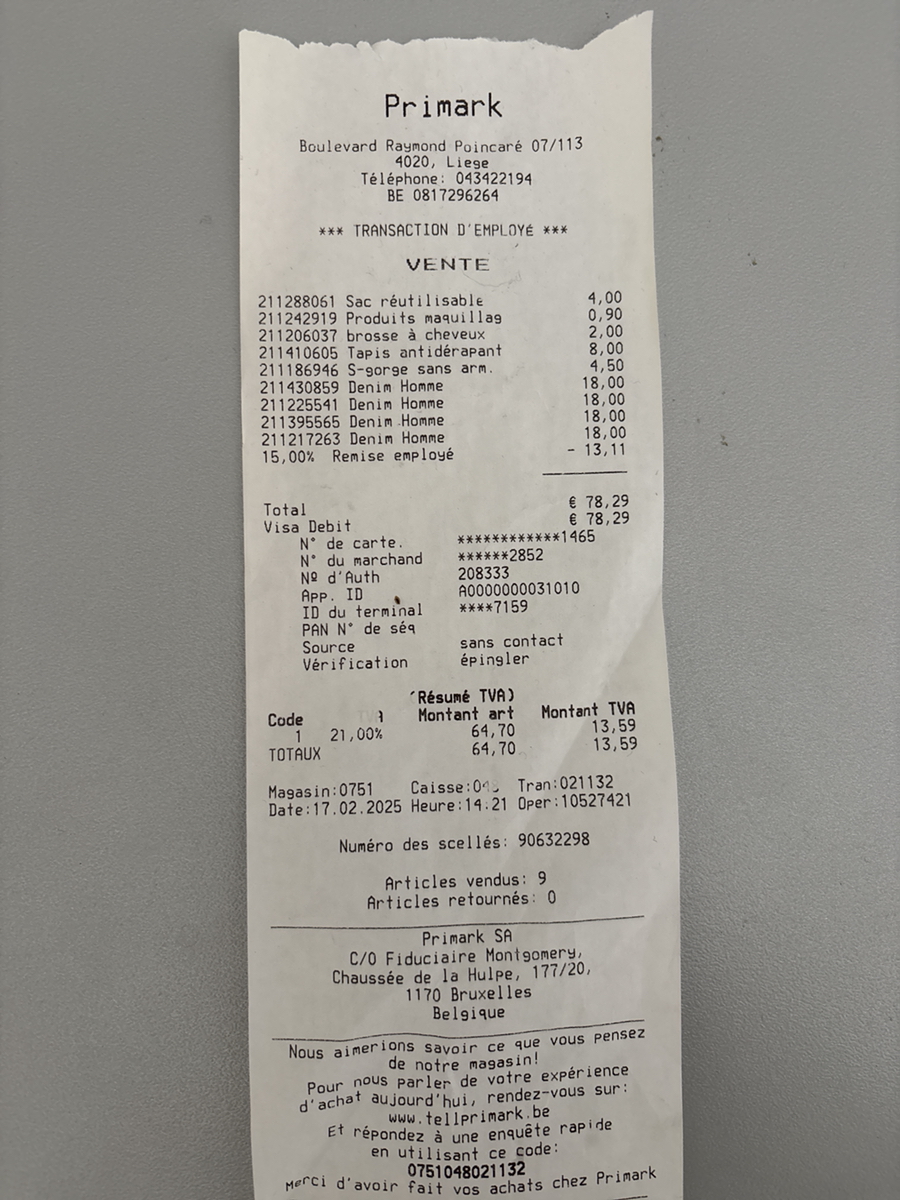 Primark
Boulevard Raymond Poincaré 07/113
4020, Liege
Téléphone: 043422194
BE 0817296264
*** TRANSACTION D'EMPLOYÉ ***
VENTE
211288061 Sac réutilisable 4,00
211242919 Produits maquillag 0,90
211206037 brosse à cheveux 2,00
211410605 Tapis antidérapant 8,00
211186946 S-gorge sans arm. 4,50
211430859 Denim Homme 18,00
211225541 Denim Homme 18,00
211395565 Denim Homme 18,00
211217263 Denim Homme 18,00
15,00% Remise employé - 13,11
Total € 78,29
Visa Debit € 78,29
N° de carte. ************1465
N° du marchand ******2852
Nº d'Auth 208333
App. ID A0000000031010
ID du terminal ****7159
PAN N° de séq
Source sans contact
Vérification épingler
Résumé TVA)
Code TVA Montant art Montant TVA
1 21,00% 64,70 13,59
TOTAUX 64,70 13,59
Magasin:0751 Caisse: Tran:021132
Date:17.02.2025 Heure:14:21 Oper:10527421
Numéro des scellés: 90632298
Articles vendus: 9
Articles retournés: 0
Primark SA
C/O Fiduciaire Montgomery,
Chaussée de la Hulpe, 177/20,
1170 Bruxelles
Belgique
Nous aimerions savoir ce que vous pensez
de notre magasin!
Pour nous parler de votre expérience
d'achat aujourd'hui, rendez-vous sur:
www.tellprimark.be
Et répondez à une enquête rapide
en utilisant ce code:
0751048021132
Merci d'avoir fait vos achats chez Primark